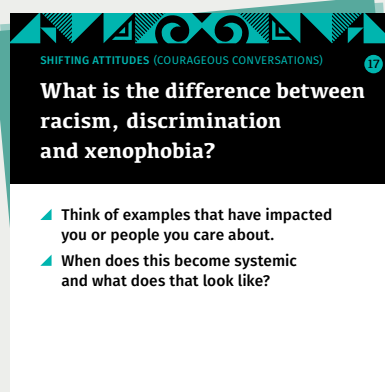 SHIFTING ATTITUDES (COURAGEOUS CONVERSATIONS)
17
What is the difference between
racism, discrimination
and xenophobia?
Think of examples that have impacted
you or people you care about.
When does this become systemic
and what does that look like?